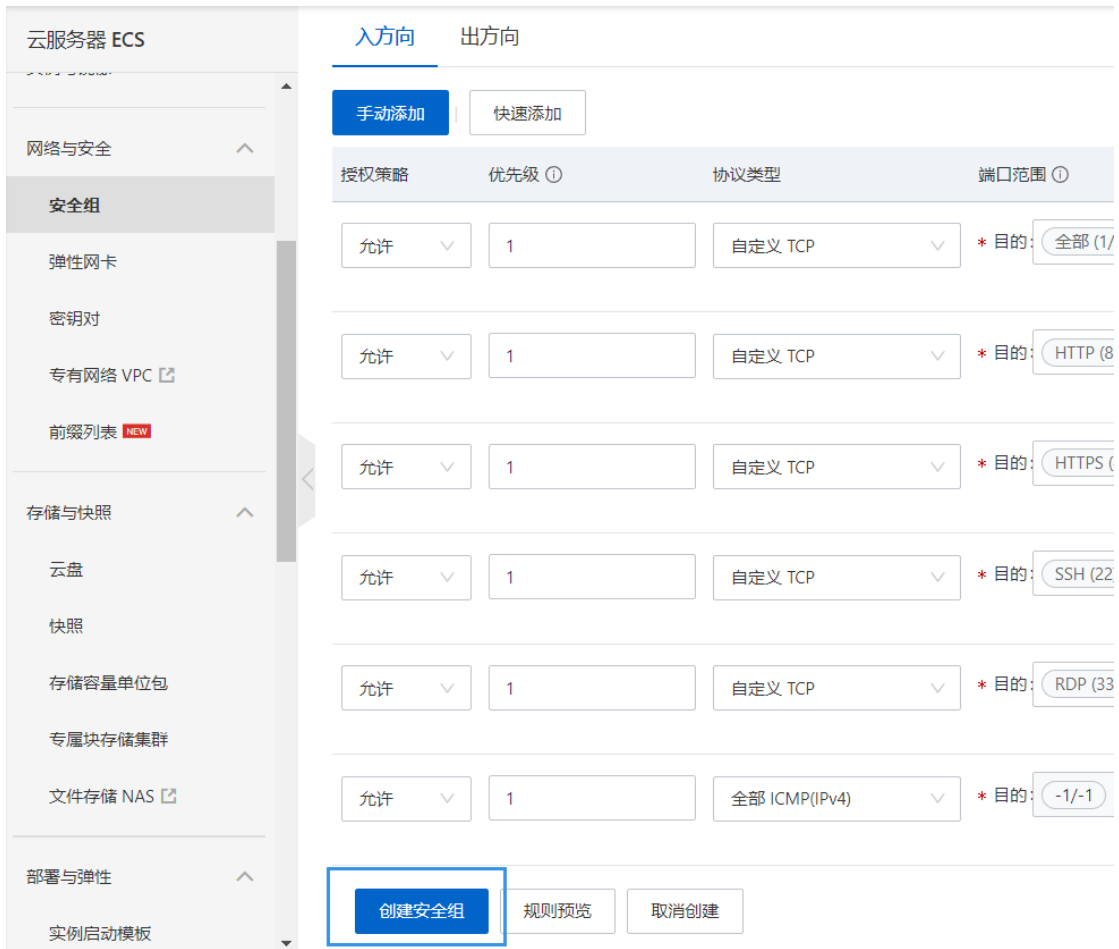 云服务器 ECS
网络与安全
安全组
弹性网卡
密钥对
专有网络 VPC
前缀列表 NEW
存储与快照
云盘
快照
存储容量单位包
专属块存储集群
文件存储 NAS
部署与弹性
实例启动模板
入方向 出方向
手动添加 快速添加
授权策略 优先级 协议类型 端口范围
允许 1 自定义 TCP * 目的: 全部 (1/
允许 1 自定义 TCP * 目的: HTTP (8
允许 1 自定义 TCP * 目的: HTTPS (
允许 1 自定义 TCP * 目的: SSH (22
允许 1 自定义 TCP * 目的: RDP (33
允许 1 全部 ICMP(IPv4) * 目的: -1/-1
创建安全组 规则预览 取消创建